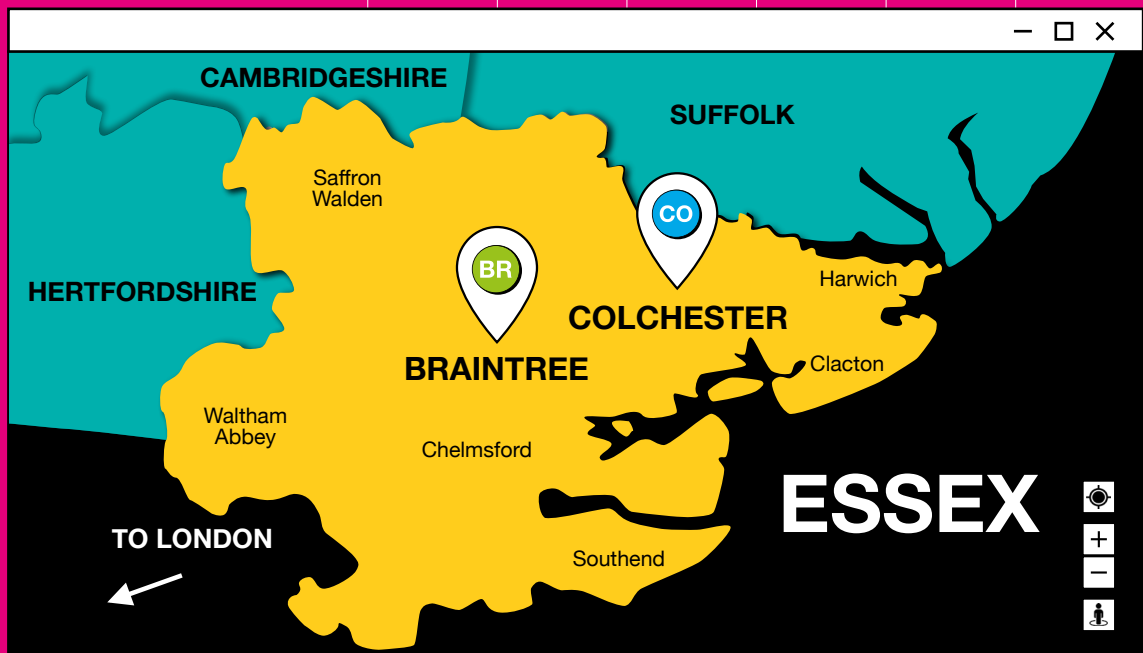 CAMBRIDGESHIRE
SUFFOLK
Saffron
Walden
CO
BR
HERTFORDSHIRE
Harwich
COLCHESTER
BRAINTREE
Clacton
Waltham
Abbey
Chelmsford
ESSEX
TO LONDON
Southend